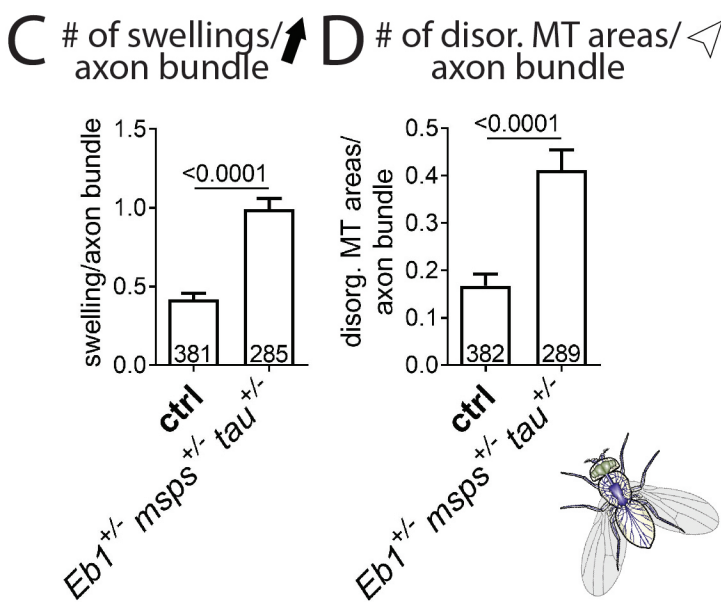 C # of swellings/
axon bundle
swelling/axon bundle
1.5
1.0
0.5
0.0
<0.0001
381
285
ctrl
Eb1+/- msps+/- tau+/-
D # of disor. MT areas/
axon bundle
disorg. MT areas/
axon bundle
0.5
0.4
0.3
0.2
0.1
0.0
<0.0001
382
289
ctrl
Eb1+/- msps+/- tau+/-